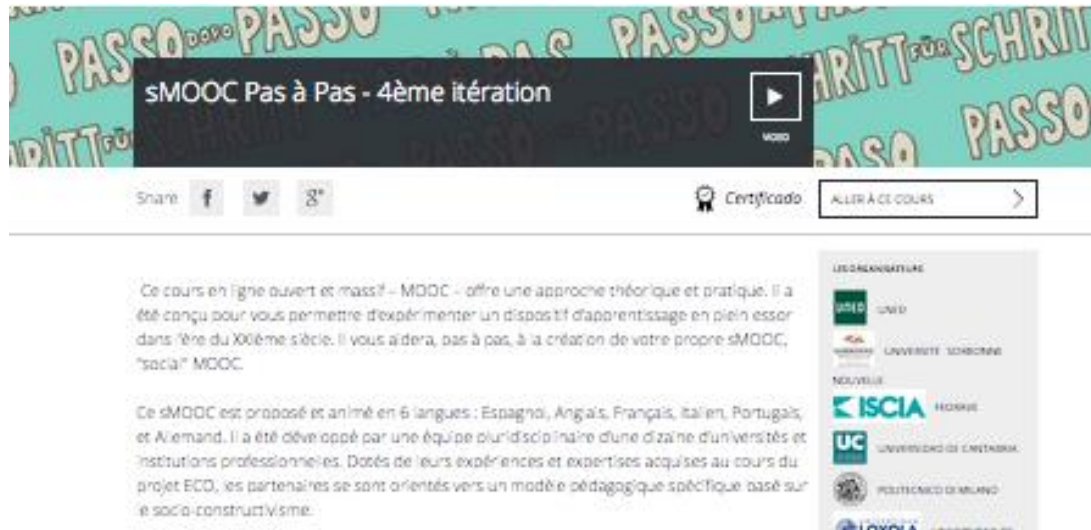 PASSO DOPO PASSO
PAS À PAS
PASSO A PASSO
SCHRITT FÜR SCHRITT
PASSO
PASO
sMOOC Pas à Pas - 4ème itération
VIDEO
Share f g+
Certificado
ALLER À CE COURS
Ce cours en ligne ouvert et massif – MOOC – offre une approche théorique et pratique. Il a
été conçu pour vous permettre d'expérimenter un dispositif d'apprentissage en plein essor
dans l'ère du XXIème siècle. Il vous aidera, pas à pas, à la création de votre propre sMOOC,
"social" MOOC.
Ce sMOOC est proposé et animé en 6 langues : Espagnol, Anglais, Français, Italien, Portugais,
et Allemand. Il a été développé par une équipe pluridisciplinaire d'une dizaine d'universités et
institutions professionnelles. Dotés de leurs expériences et expertises acquises au cours du
projet ECO, les partenaires se sont orientés vers un modèle pédagogique spécifique basé sur
le socio-constructivisme.
LES ORGANISATEURS
UNED UNED
UNIVERSITÉ SORBONNE
NOUVELLE
ISCIA
UC UNIVERSIDAD DE CANTABRIA
POLITECNICO DI MILANO
LOYOLA